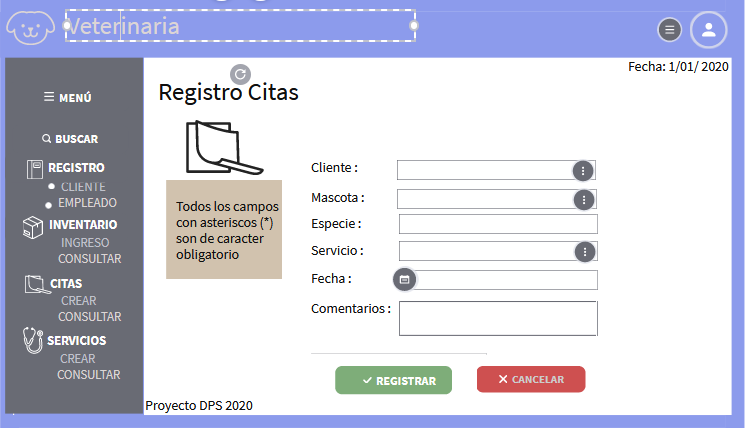 Veterinaria
Fecha: 1/01/ 2020
MENÚ
BUSCAR
REGISTRO
CLIENTE
EMPLEADO
INVENTARIO
INGRESO
CONSULTAR
CITAS
CREAR
CONSULTAR
SERVICIOS
CREAR
CONSULTAR
Registro Citas
Todos los campos
con asteriscos (*)
son de caracter
obligatorio
Cliente :
Mascota :
Especie :
Servicio :
Fecha :
Comentarios :
REGISTRAR
CANCELAR
Proyecto DPS 2020